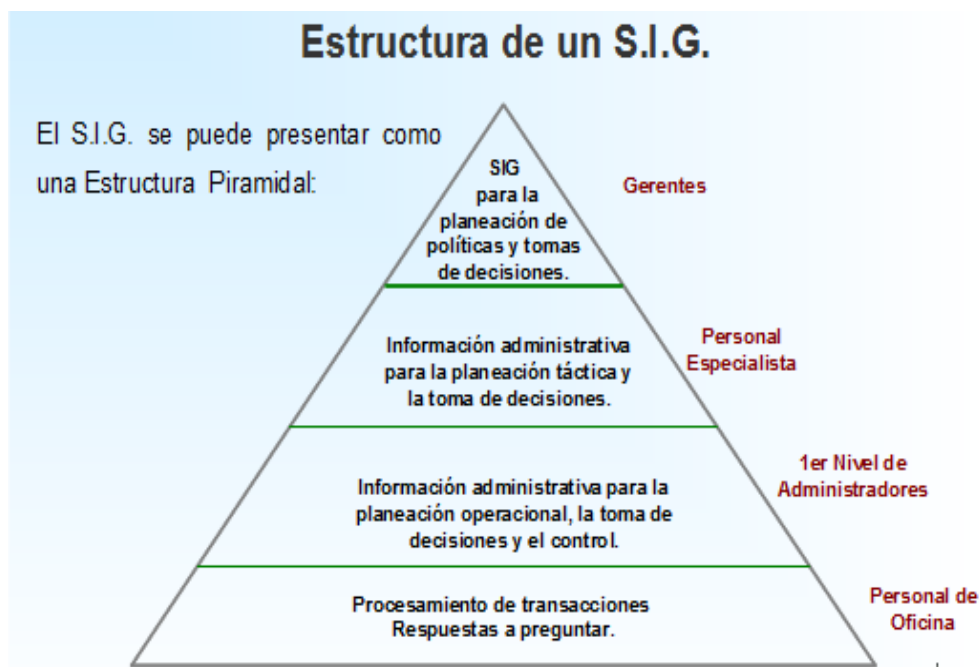 Estructura de un S.I.G.
El S.I.G. se puede presentar como
una Estructura Piramidal:
SIG
para la
planeación de
políticas y tomas
de decisiones.
Gerentes
Información administrativa
para la planeación táctica y
la toma de decisiones.
Personal
Especialista
Información administrativa para la
planeación operacional, la toma de
decisiones y el control.
1er Nivel de
Administradores
Procesamiento de transacciones
Respuestas a preguntar.
Personal de
Oficina